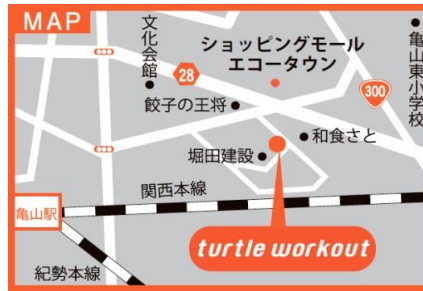 MAP
文化会館
28
ショッピングモール
エコータウン
亀山東小学校
300
餃子の王将
和食さと
堀田建設
関西本線
亀山駅
turtle workout
紀勢本線